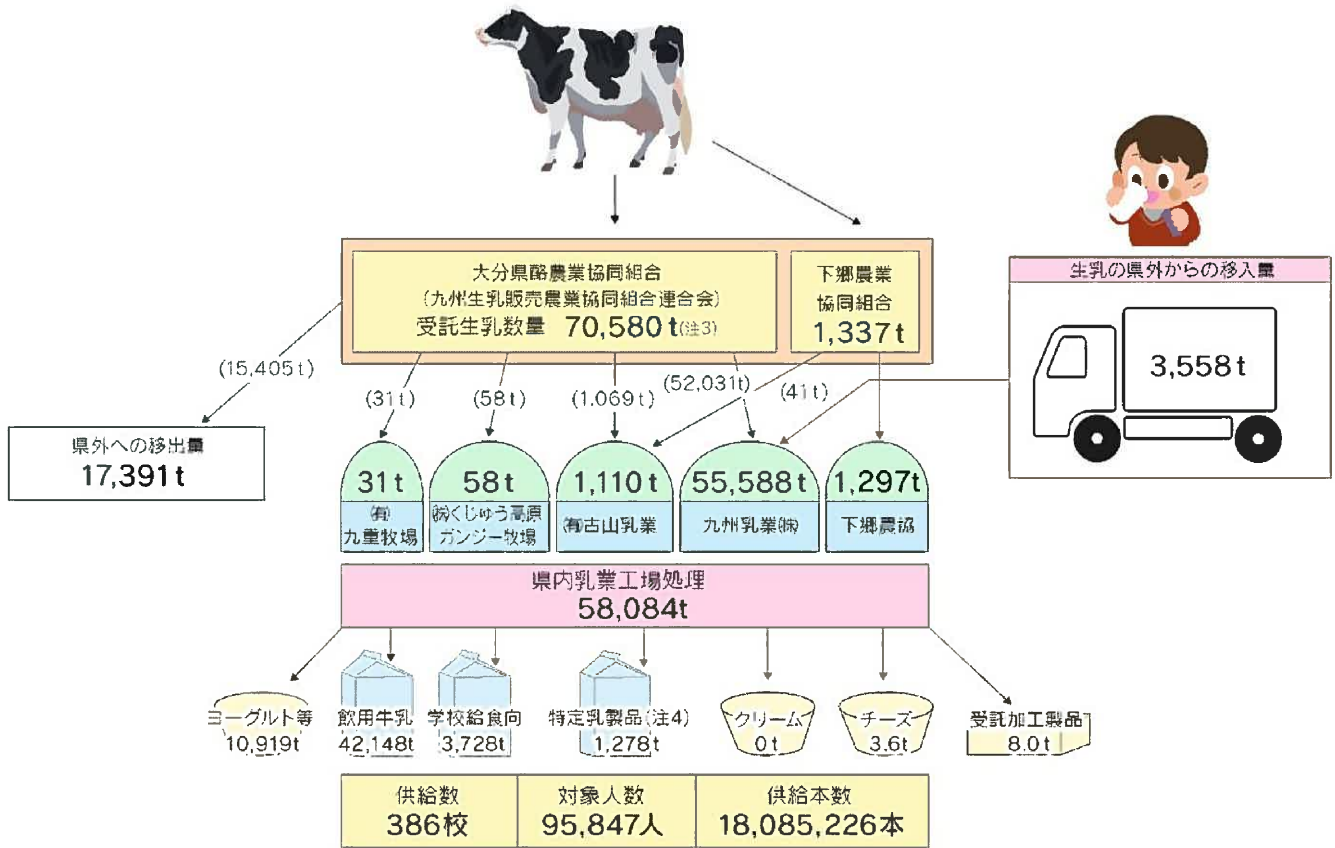 大分県酪農業協同組合
(九州生乳販売農業協同組合連合会)
受託生乳数量 70,580t(注3)
下郷農業
協同組合
1,337t
生乳の県外からの移入量
3,558t
(15,405t)
(31t)
(58t)
(1.069t)
(52,031t)
(41t)
県外への移出量
17,391t
31t
㈲
九重牧場
58t
㈱くじゅう高原
ガンジー牧場
1,110t
㈲古山乳業
55,588t
九州乳業㈱
1,297t
下郷農協
県内乳業工場処理
58,084t
ヨーグルト等
10,919t
飲用牛乳
42,148t
学校給食向
3,728t
特定乳製品(注4)
1,278t
クリーム
0t
チーズ
3.6t
受託加工製品
8.0t
供給数
386校
対象人数
95,847人
供給本数
18,085,226本